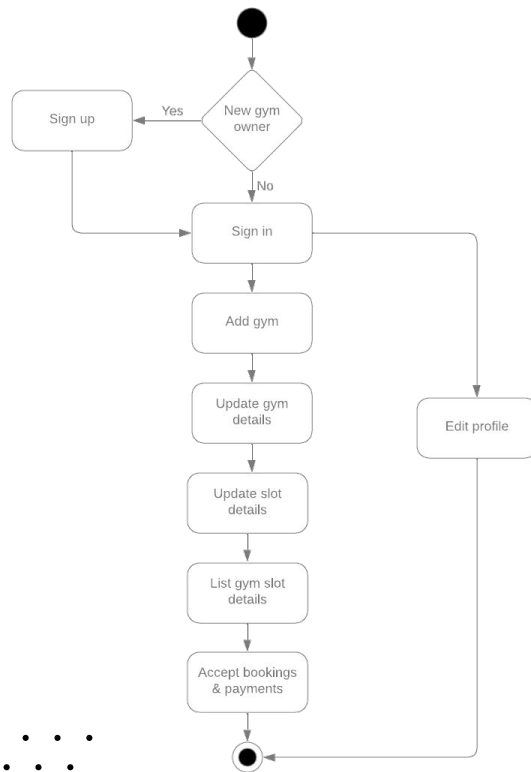 New gym
owner
Yes
Sign up
No
Sign in
Add gym
Update gym
details
Edit profile
Update slot
details
List gym slot
details
Accept bookings
& payments